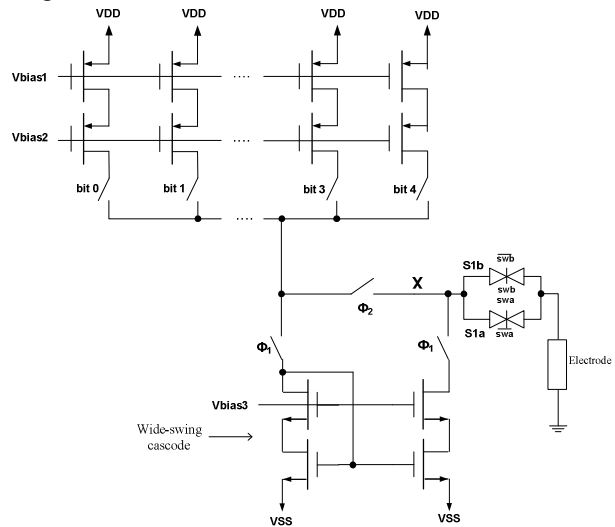 VDD VDD VDD VDD
Vbias1
Vbias2
bit 0 bit 1 bit 3 bit 4
S1b
swb
swb
X
swa
Φ2
S1a
swa
Φ1
Φ1
Electrode
Vbias3
Wide-swing
cascode
VSS VSS